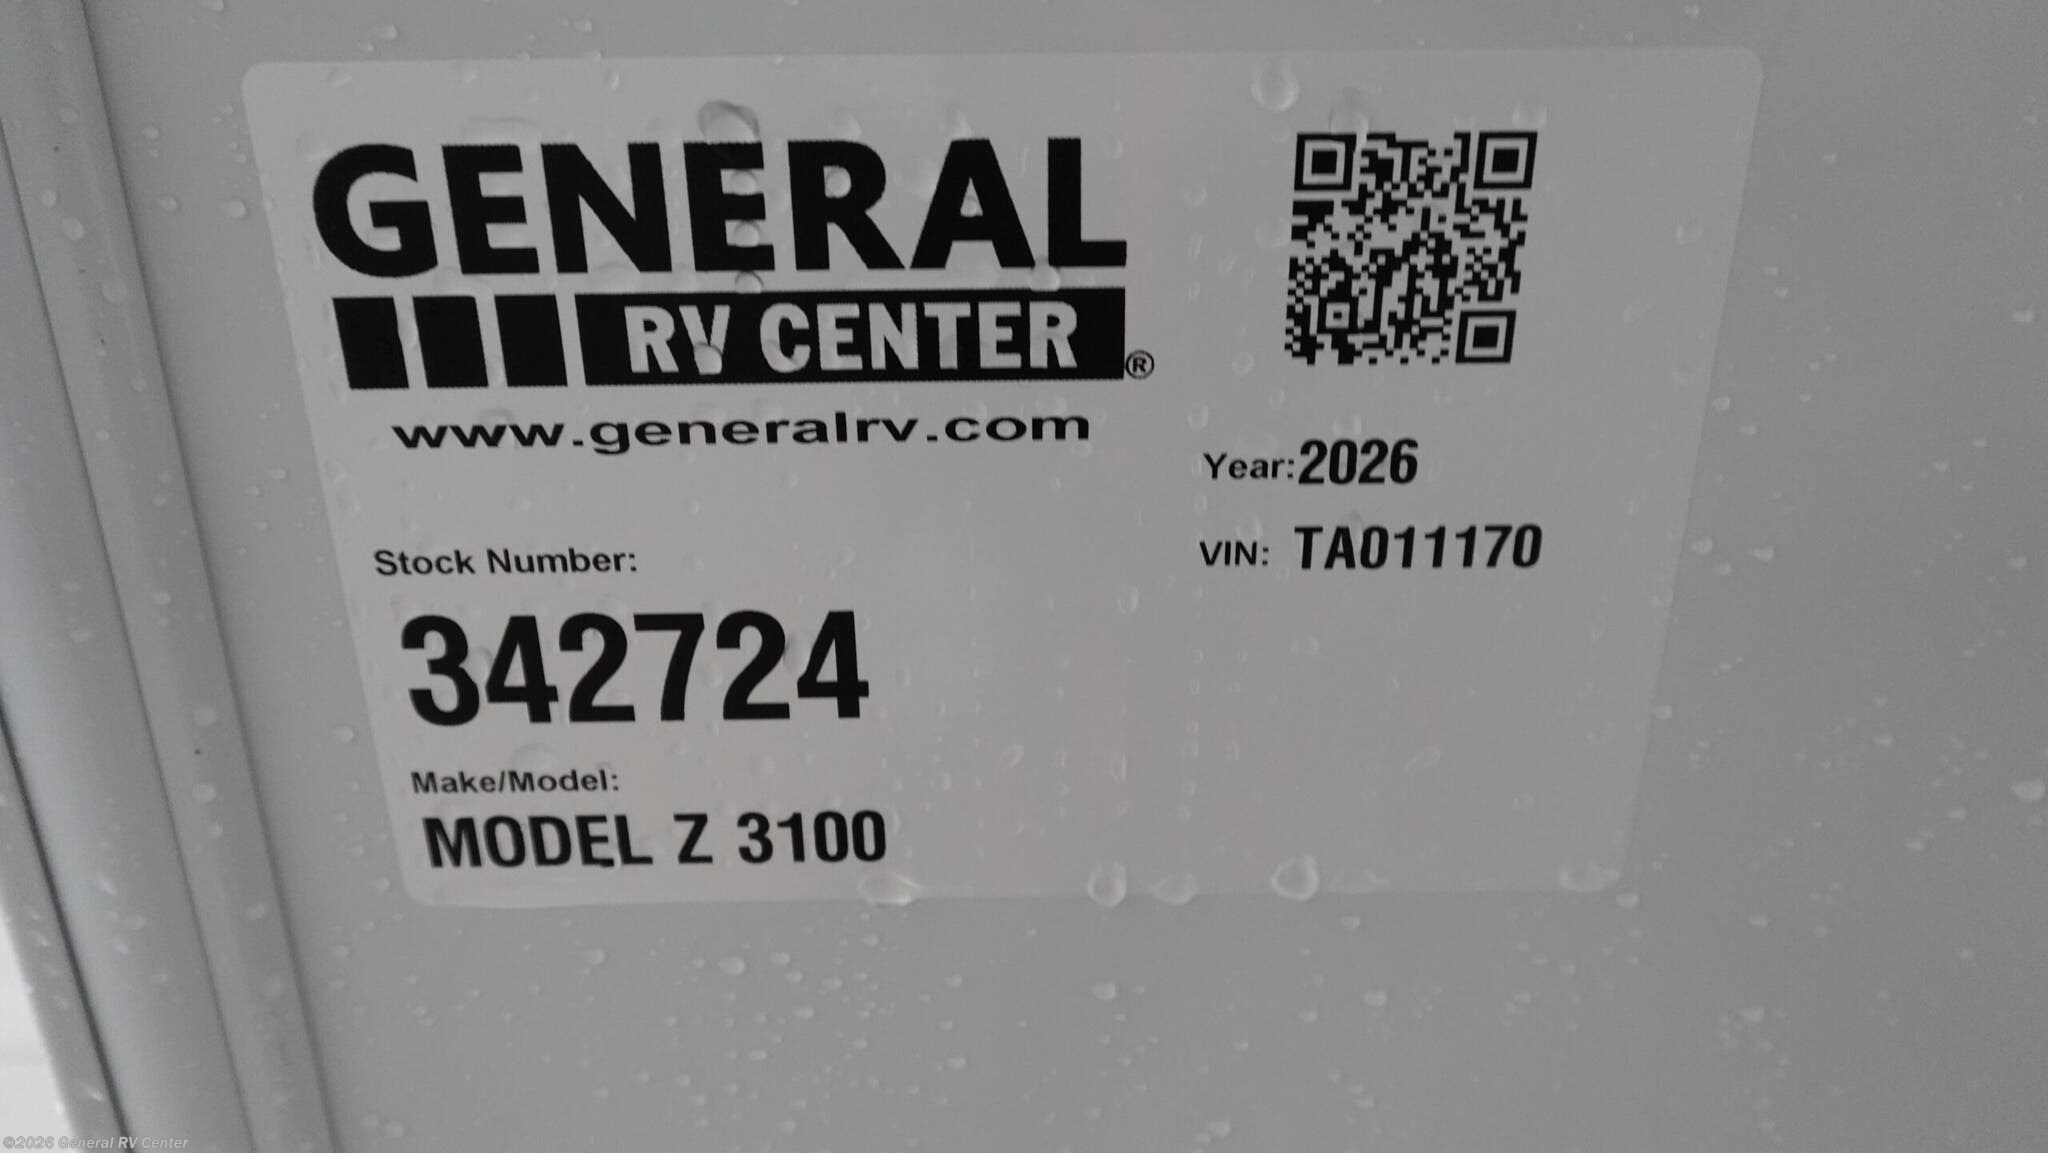 GENERAL
RV CENTER®
www.generalrv.com
Year:2026
VIN: TA011170
Stock Number:
342724
Make/Model:
MODEL Z 3100
©2026 General RV Center